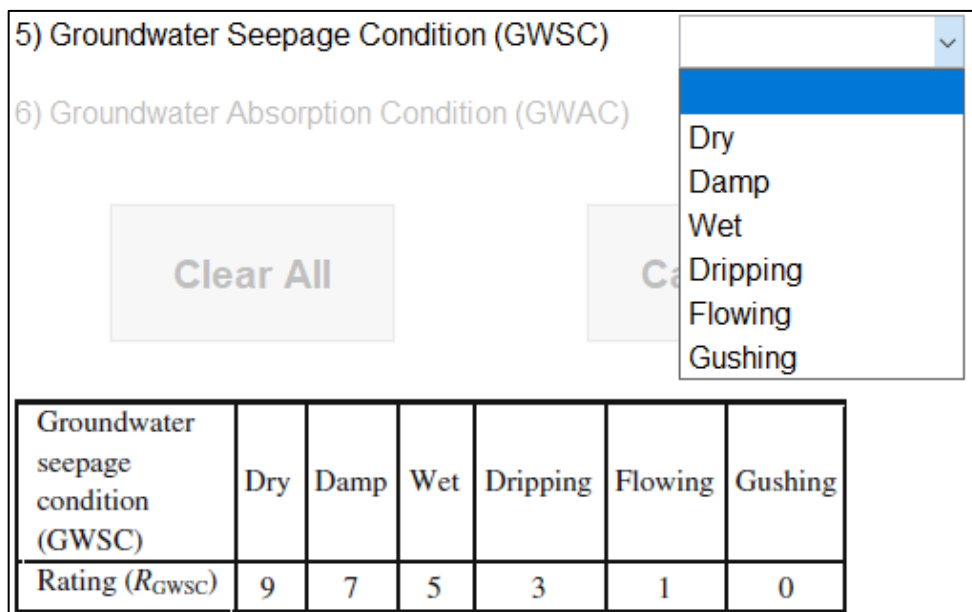 5) Groundwater Seepage Condition (GWSC)
6) Groundwater Absorption Condition (GWAC)
Dry
Damp
Wet
Dripping
Flowing
Gushing
Clear All
Ca
Groundwater seepage condition (GWSC) Dry Damp Wet Dripping Flowing Gushing
Rating (R_GWSC) 9 7 5 3 1 0